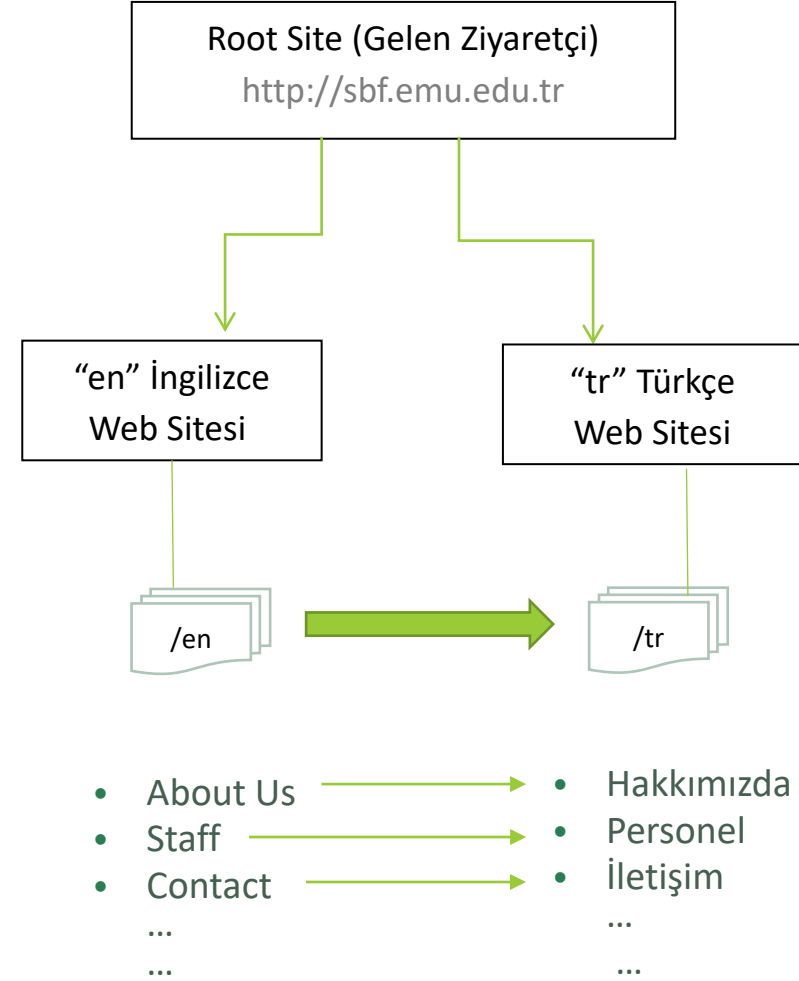 Root Site (Gelen Ziyaretçi)
http://sbf.emu.edu.tr
“en” İngilizce
Web Sitesi
“tr” Türkçe
Web Sitesi
/en
/tr
• About Us
• Staff
• Contact
...
...
• Hakkımızda
• Personel
• İletişim
...
...